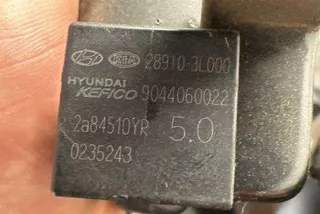 KIA 28910-3L000
HYUNDAI
KEFICO 9044060022
2a84510YR 5.0
0235243